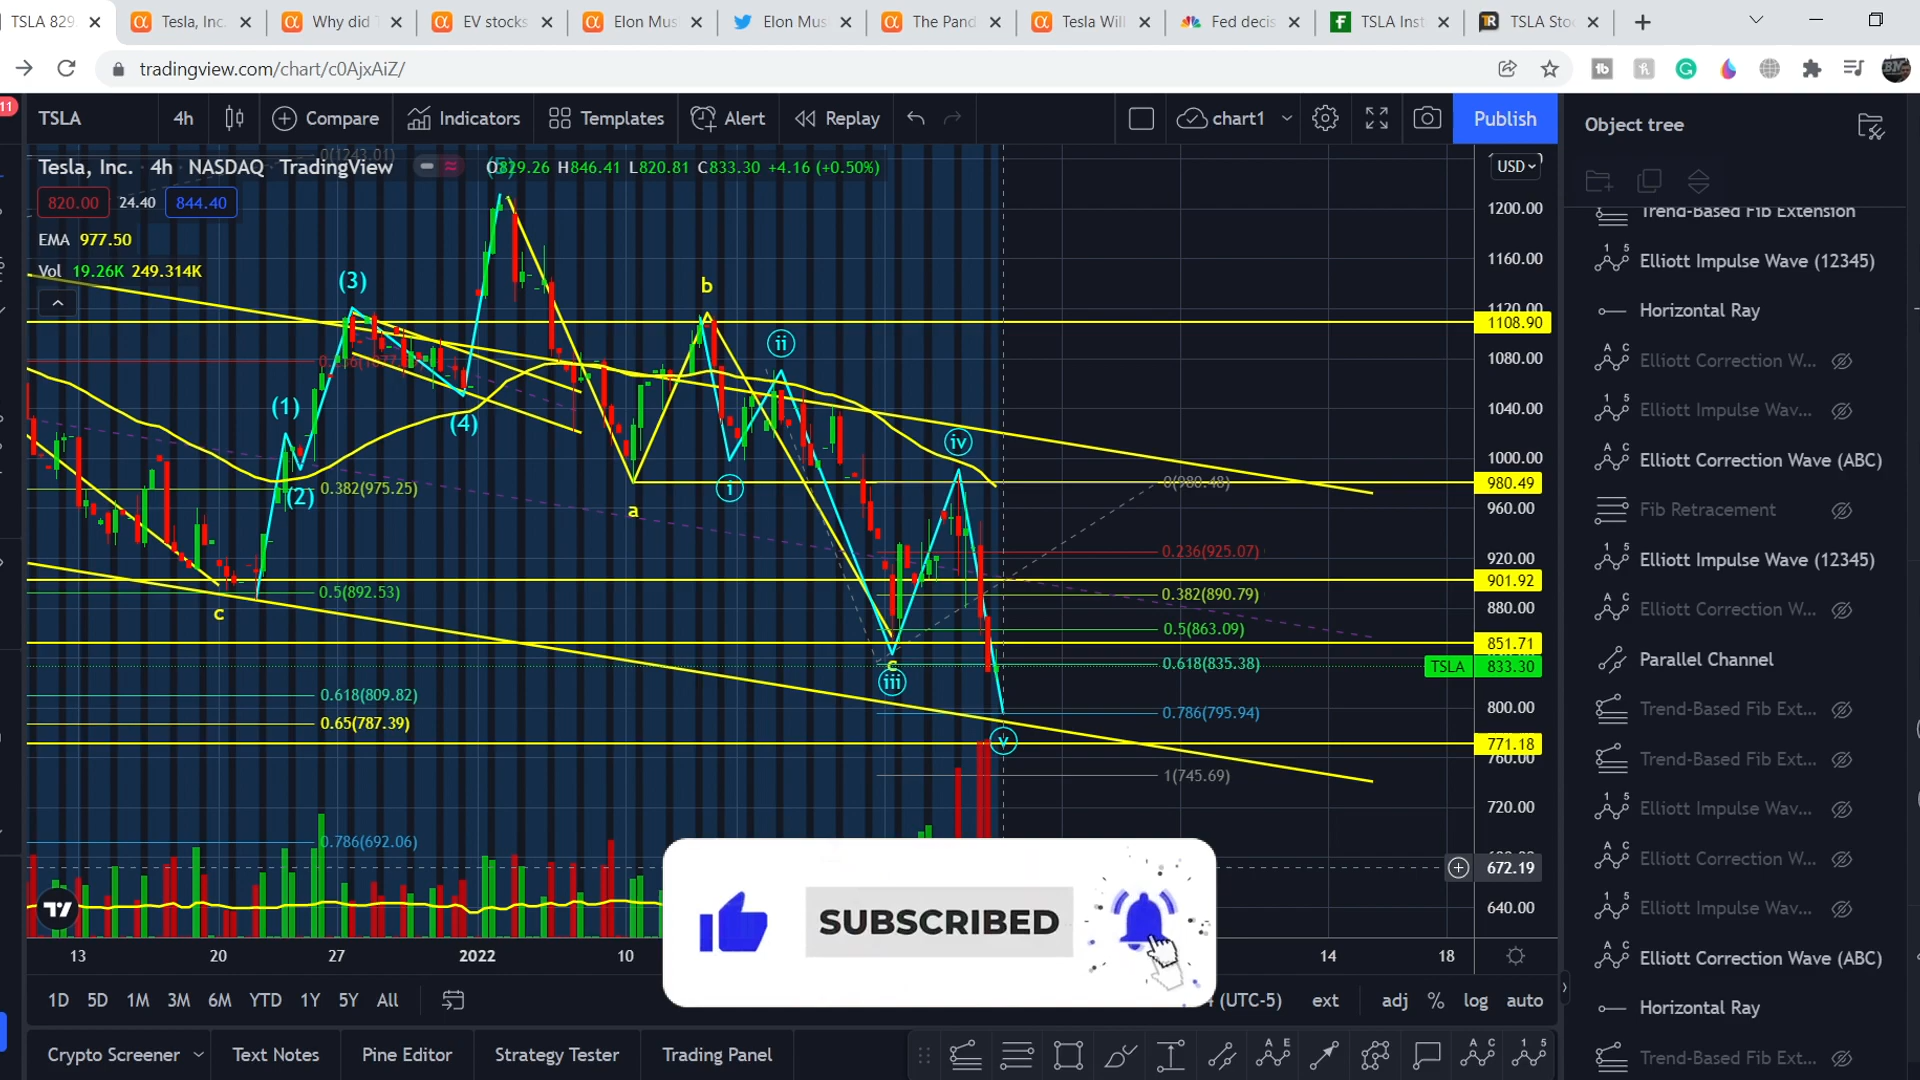 TSLA 829
Tesla, Inc.
Why did T
EV stocks
Elon Mus
Elon Mus
The Pand
Tesla Will
Fed decis
TSLA Inst
TSLA Stoc
tradingview.com/chart/c0AjxAiZ/
11
TSLA
4h
Compare
Indicators
Templates
Alert
Replay
chart1
Publish
Object tree
0(1243.01)
Tesla, Inc. 4h NASDAQ TradingView
O829.26 H846.41 L820.81 C833.30 +4.16 (+0.50%)
USD
820.00 24.40 844.40
EMA 977.50
Vol 19.26K 249.314K
(1)
(2)
(3)
(4)
(5)
a
b
c
c
i
ii
iii
iv
v
0.382(975.25)
0.5(892.53)
0.618(809.82)
0.65(787.39)
0.786(692.06)
0(980.48)
0.236(925.07)
0.382(890.79)
0.5(863.09)
0.618(835.38)
0.786(795.94)
1(745.69)
1200.00
1160.00
1120.00
1108.90
1080.00
1040.00
1000.00
980.49
960.00
920.00
901.92
880.00
851.71
TSLA 833.30
800.00
771.18
760.00
720.00
672.19
640.00
Trend-Based Fib Extension
Elliott Impulse Wave (12345)
Horizontal Ray
Elliott Correction W...
Elliott Impulse Wav...
Elliott Correction Wave (ABC)
Fib Retracement
Elliott Impulse Wave (12345)
Elliott Correction W...
Parallel Channel
Trend-Based Fib Ext...
Trend-Based Fib Ext...
Elliott Impulse Wav...
Elliott Correction W...
Elliott Impulse Wav...
Elliott Correction Wave (ABC)
Horizontal Ray
Trend-Based Fib Ext...
SUBSCRIBED
13
20
27
2022
10
14
18
1D 5D 1M 3M 6M YTD 1Y 5Y All
(UTC-5)
ext
adj % log auto
Crypto Screener
Text Notes
Pine Editor
Strategy Tester
Trading Panel